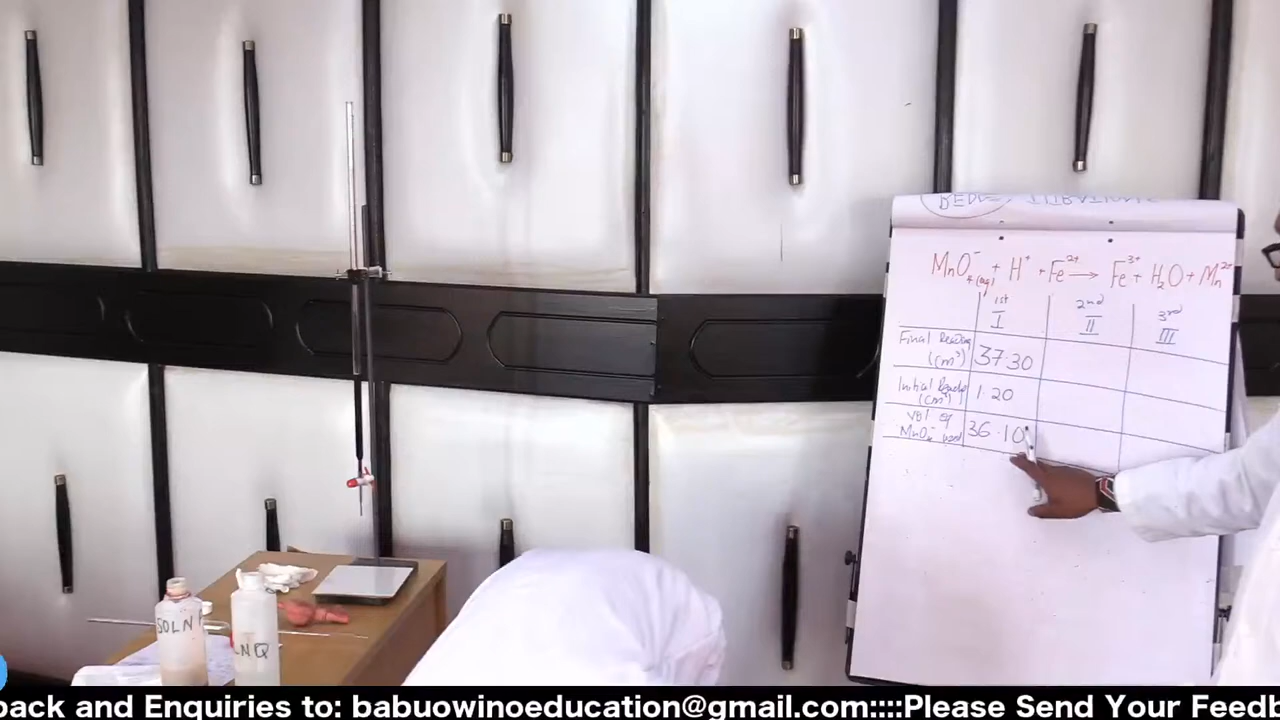 MnO₄⁻(aq) + H⁺ + Fe²⁺ → Fe³⁺ + H₂O + Mn²⁺
1st 2nd 3rd
I II III
Final Reading (cm³) 37.30
Initial (cm³) 1.20
Vol of MnO₄⁻ used 36.10
SOLN
LNQ
back and Enquiries to: babuowinoeducation@gmail.com::::Please Send Your Feedb